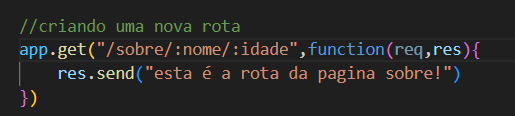 //criando uma nova rota
app.get("/sobre/:nome/:idade",function(req,res){
    res.send("esta é a rota da pagina sobre!")
})